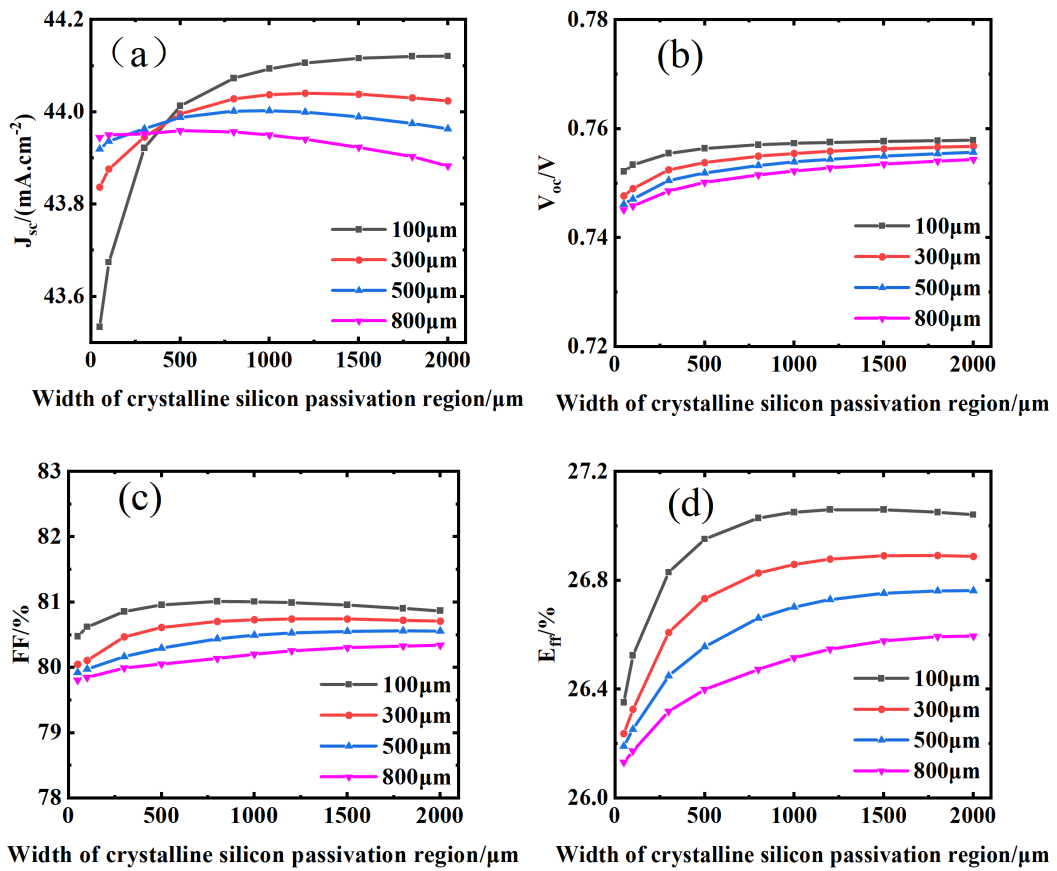 44.2
44.0
43.8
43.6
J_sc/(mA.cm^-2)
（a）
100μm
300μm
500μm
800μm
0 500 1000 1500 2000
Width of crystalline silicon passivation region/μm
0.78
0.76
0.74
0.72
V_oc/V
(b)
100μm
300μm
500μm
800μm
0 500 1000 1500 2000
Width of crystalline silicon passivation region/μm
83
82
81
80
79
78
FF/%
(c)
100μm
300μm
500μm
800μm
0 500 1000 1500 2000
Width of crystalline silicon passivation region/μm
27.2
26.8
26.4
26.0
E_ff/%
(d)
100μm
300μm
500μm
800μm
0 500 1000 1500 2000
Width of crystalline silicon passivation region/μm